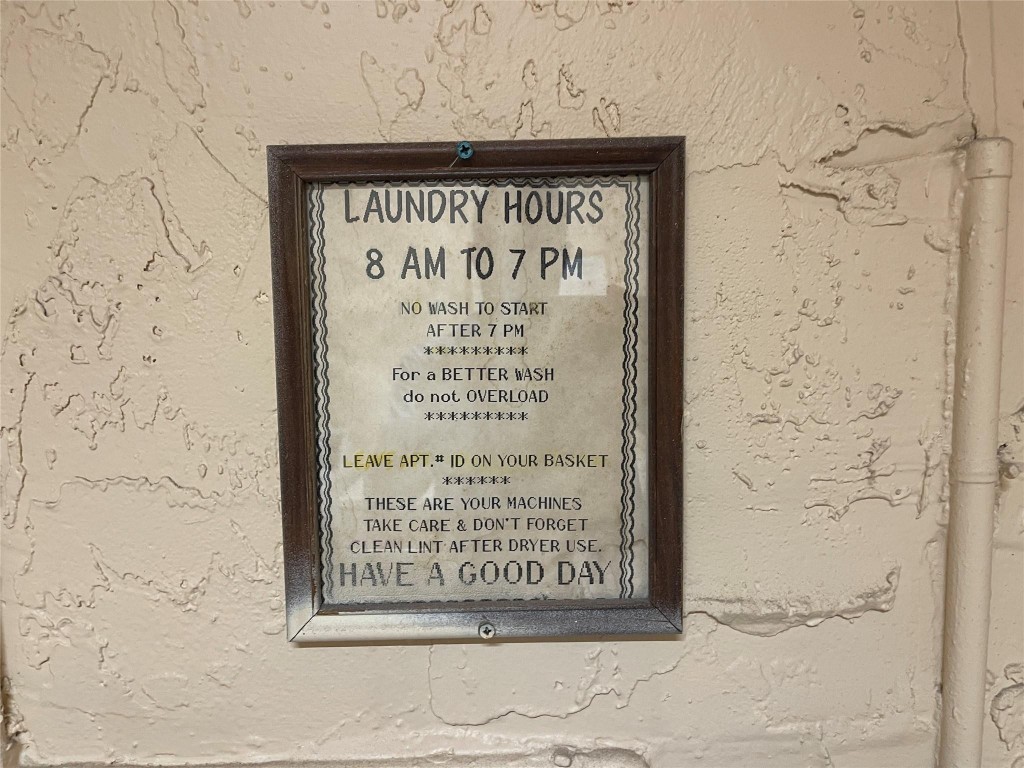 LAUNDRY HOURS
8 AM TO 7 PM
NO WASH TO START
AFTER 7 PM
*********
For a BETTER WASH
do not OVERLOAD
*********
LEAVE APT.# ID ON YOUR BASKET
******
THESE ARE YOUR MACHINES
TAKE CARE & DON'T FORGET
CLEAN LINT AFTER DRYER USE.
HAVE A GOOD DAY